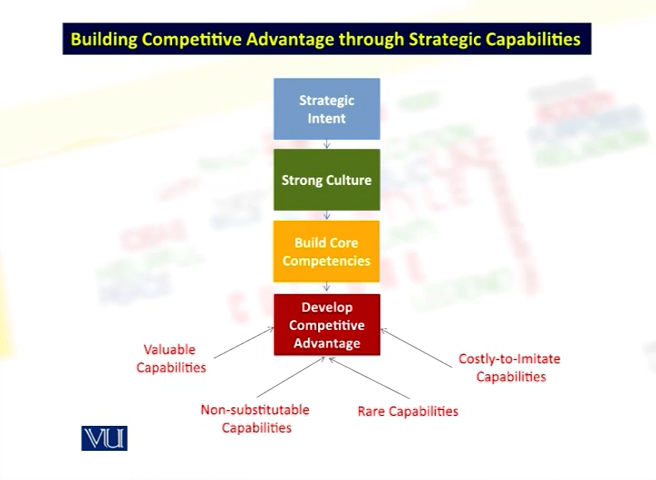 Building Competitive Advantage through Strategic Capabilities
Strategic
Intent
Strong Culture
Build Core
Competencies
Develop
Competitive
Advantage
Valuable
Capabilities
Costly-to-Imitate
Capabilities
Non-substitutable
Capabilities
Rare Capabilities
VU